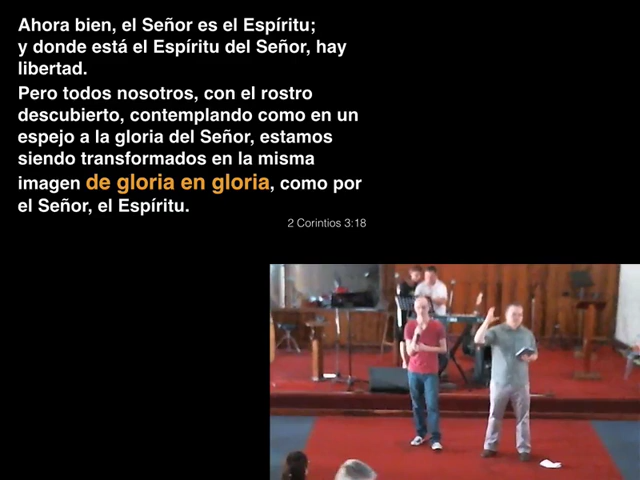 Ahora bien, el Señor es el Espíritu;
y donde está el Espíritu del Señor, hay
libertad.
Pero todos nosotros, con el rostro
descubierto, contemplando como en un
espejo a la gloria del Señor, estamos
siendo transformados en la misma
imagen de gloria en gloria, como por
el Señor, el Espíritu.
2 Corintios 3:18